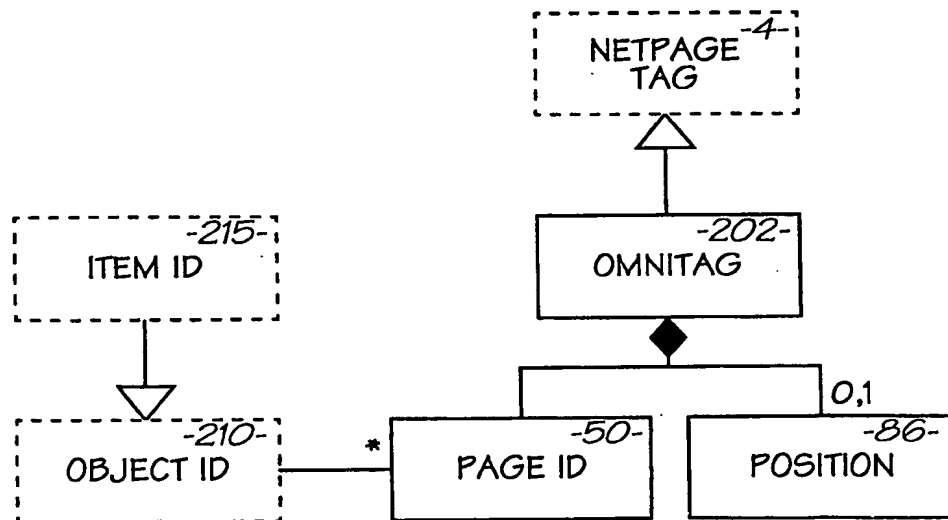 -4-
NETPAGE
TAG
-215-
ITEM ID
-202-
OMNITAG
0,1
-210-
OBJECT ID
*
-50-
PAGE ID
-86-
POSITION